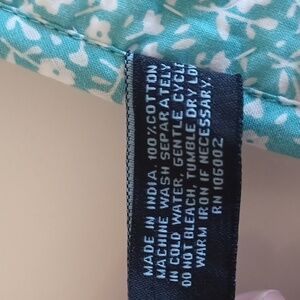 MADE IN INDIA. 100% COTTON
MACHINE WASH SEPARATELY
IN COLD WATER, GENTLE CYCLE
DO NOT BLEACH, TUMBLE DRY LOW
WARM IRON IF NECESSARY.
RN 106002